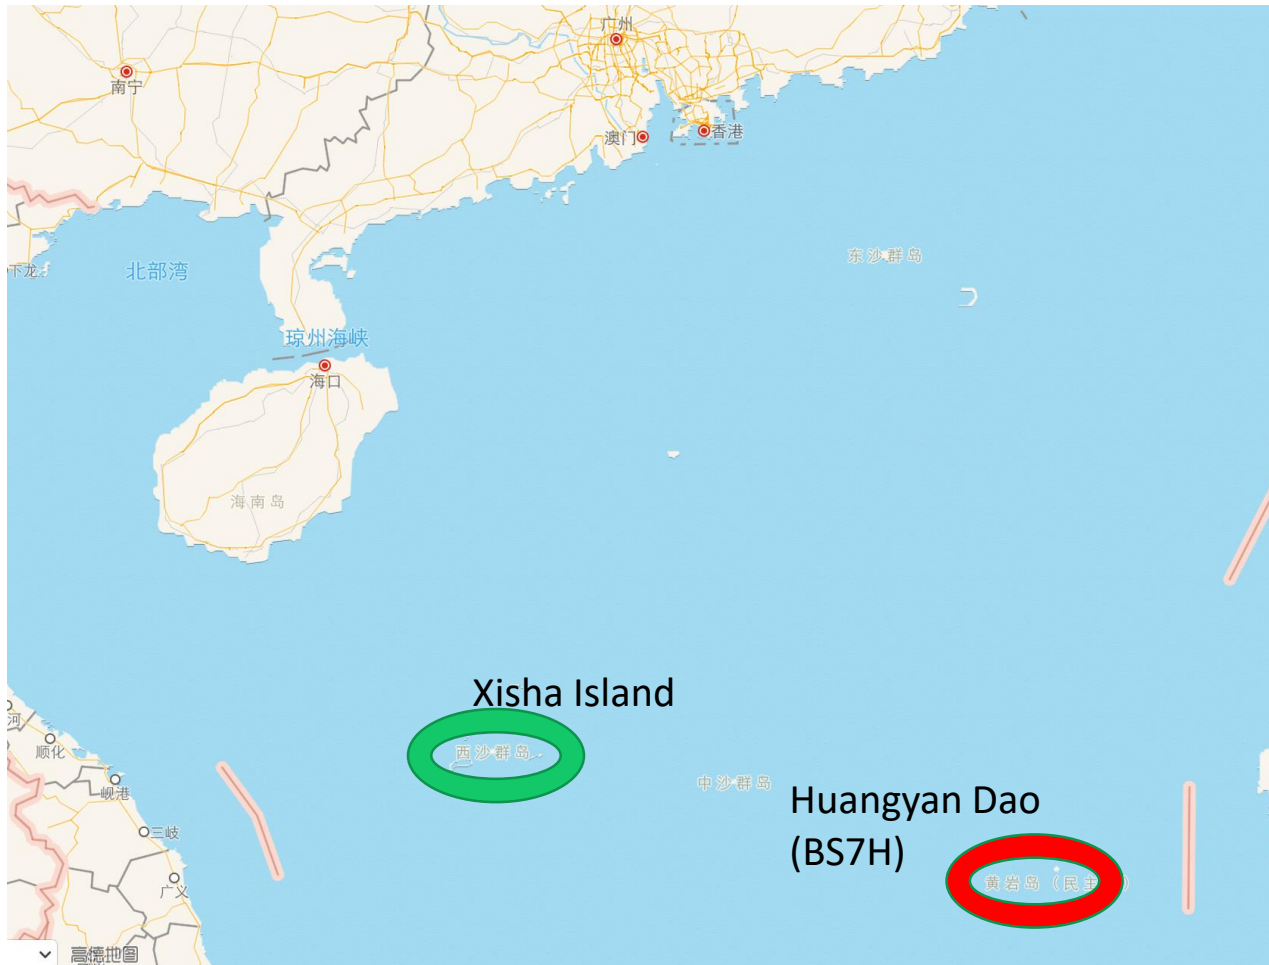 广州
南宁
澳门
香港
东沙群岛
下龙
北部湾
琼州海峡
海口
海南岛
Xisha Island
西沙群岛
河
顺化
中沙群岛
岘港
Huangyan Dao
(BS7H)
三岐
黄岩岛（民主
广义
高德地图